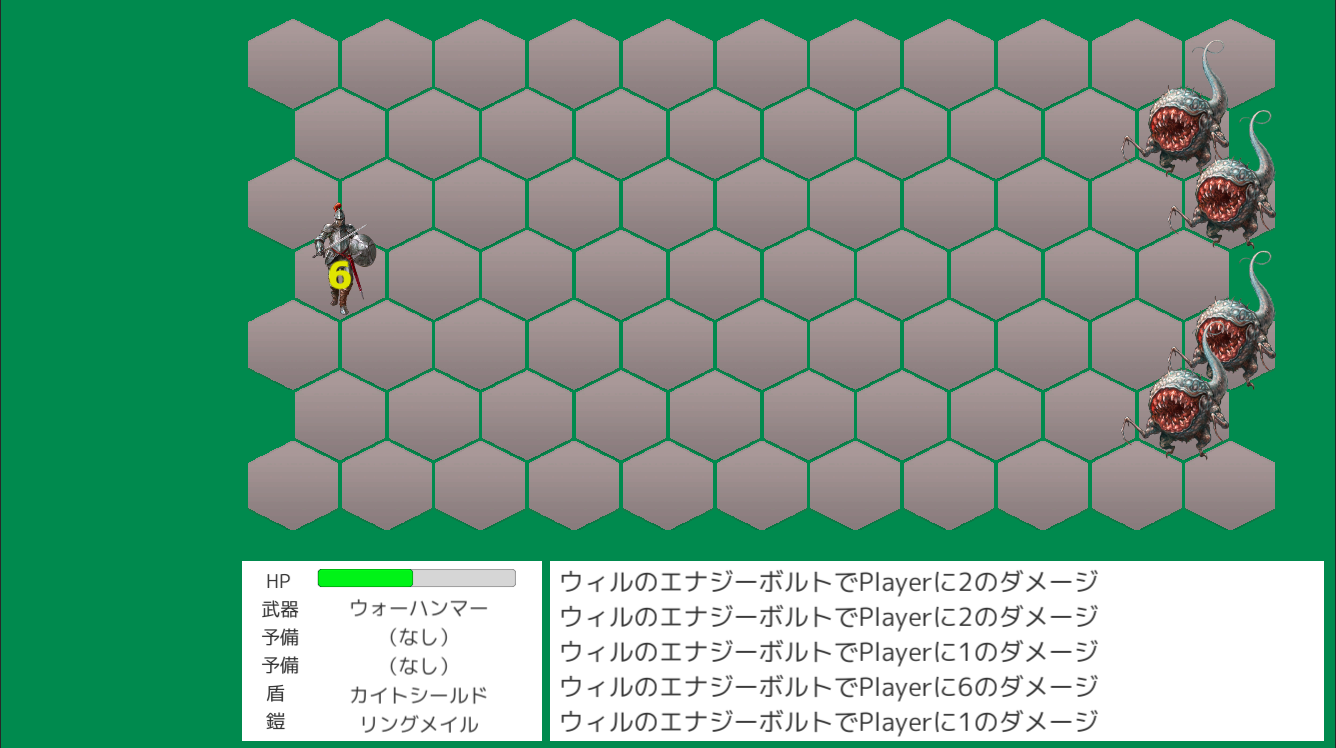 6
HP
武器 ウォーハンマー
予備 （なし）
予備 （なし）
盾 カイトシールド
鎧 リングメイル
ウィルのエナジーボルトでPlayerに2のダメージ
ウィルのエナジーボルトでPlayerに2のダメージ
ウィルのエナジーボルトでPlayerに1のダメージ
ウィルのエナジーボルトでPlayerに6のダメージ
ウィルのエナジーボルトでPlayerに1のダメージ